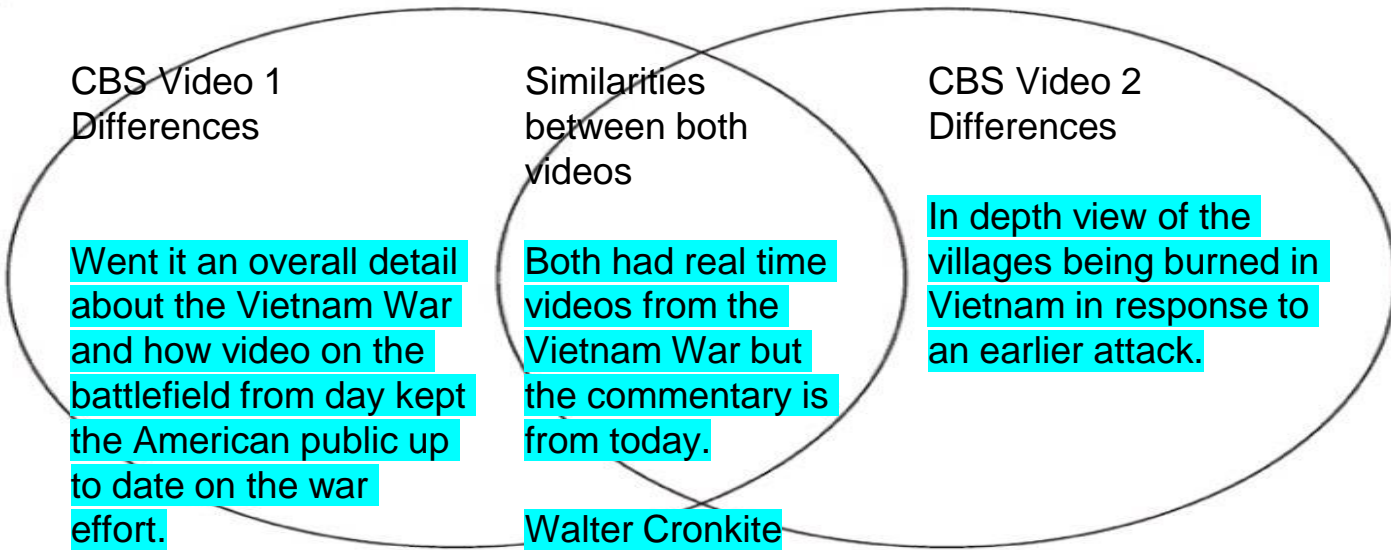 CBS Video 1
Differences
Went it an overall detail
about the Vietnam War
and how video on the
battlefield from day kept
the American public up
to date on the war
effort.
Similarities
between both
videos
Both had real time
videos from the
Vietnam War but
the commentary is
from today.
Walter Cronkite
CBS Video 2
Differences
In depth view of the
villages being burned in
Vietnam in response to
an earlier attack.